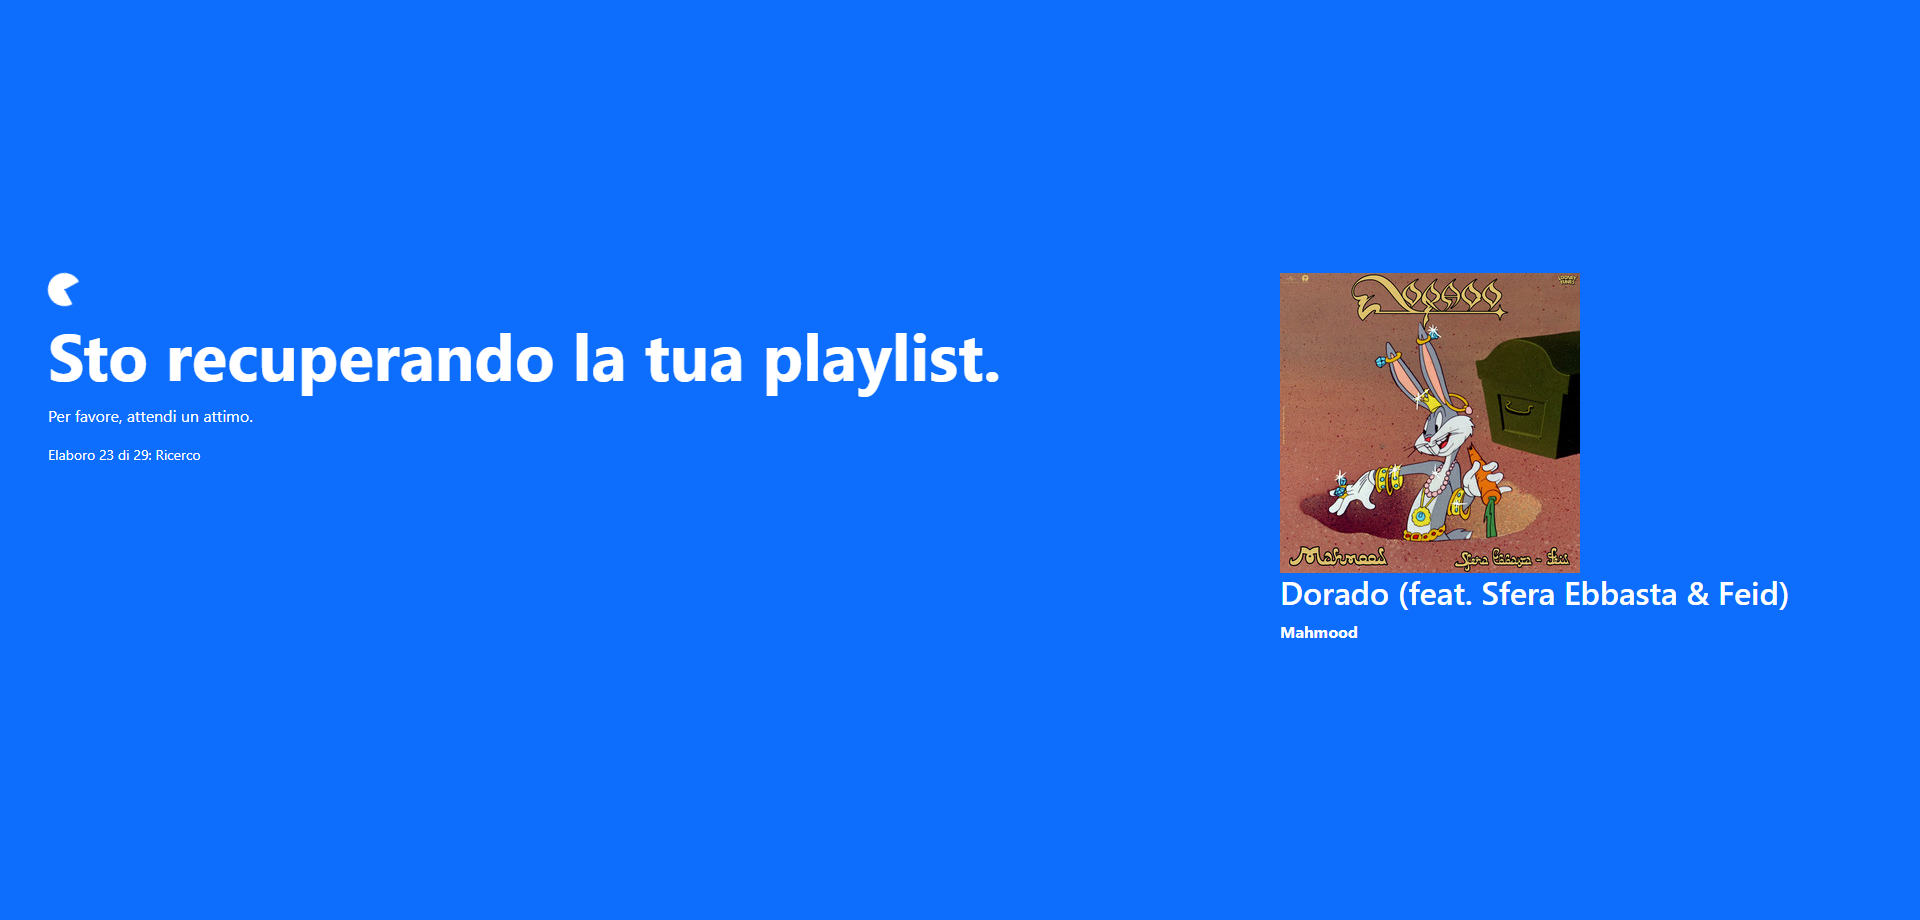 Sto recuperando la tua playlist.
Per favore, attendi un attimo.
Elaboro 23 di 29: Ricerco
Dorado
LOONEY TUNES
Mahmood
Sfera Ebbasta - Feid
Dorado (feat. Sfera Ebbasta & Feid)
Mahmood